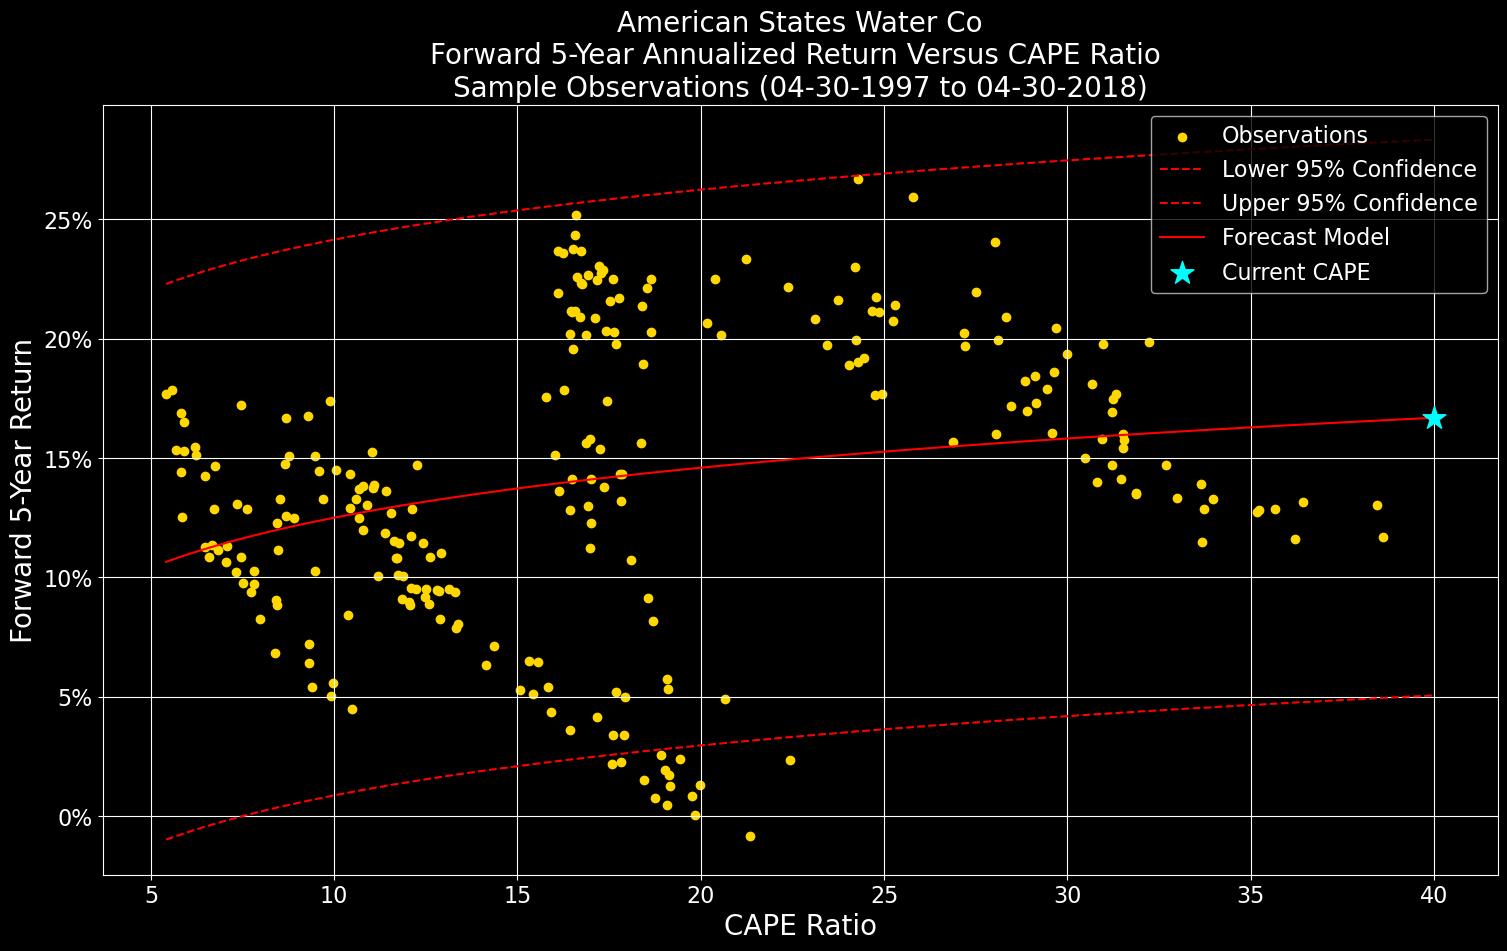 American States Water Co
Forward 5-Year Annualized Return Versus CAPE Ratio
Sample Observations (04-30-1997 to 04-30-2018)
Observations
Lower 95% Confidence
Upper 95% Confidence
Forecast Model
Current CAPE
Forward 5-Year Return
25%
20%
15%
10%
5%
0%
5 10 15 20 25 30 35 40
CAPE Ratio